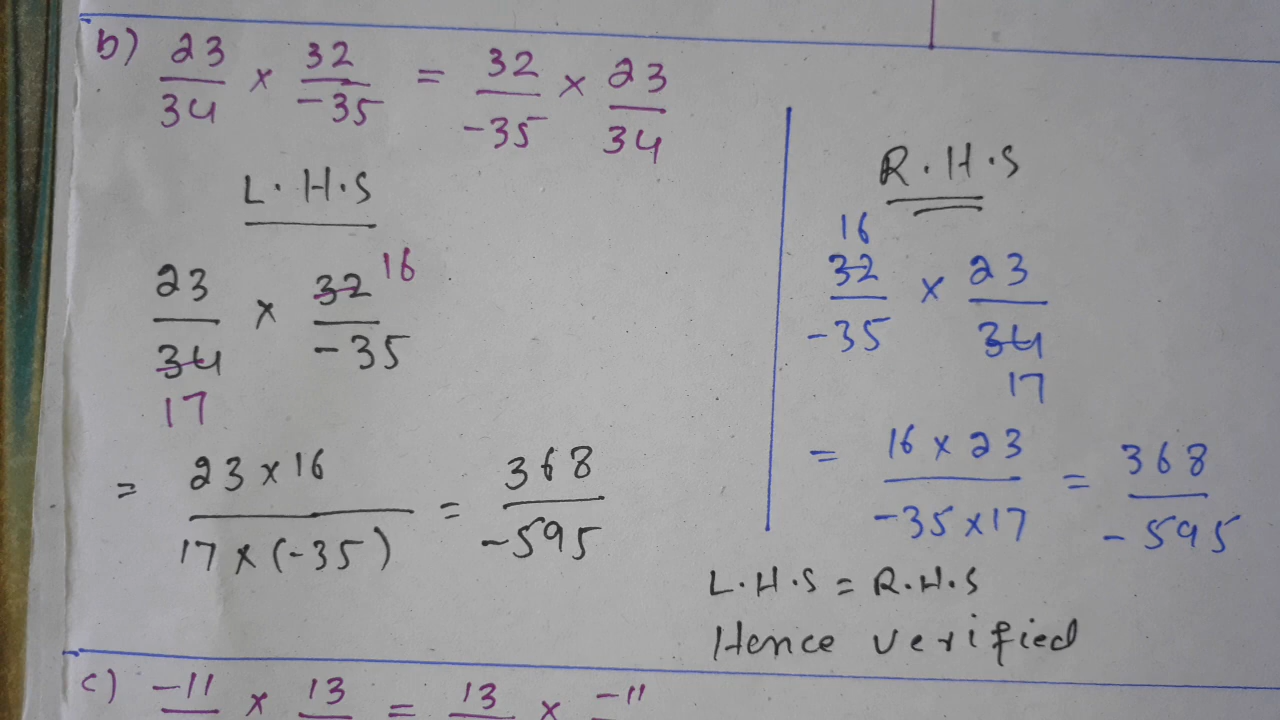 b) 23/34 × 32/-35 = 32/-35 × 23/34
L.H.S
23/34 × 32/-35
16
17
= 23×16/17×(-35) = 368/-595
R.H.S
16
32/-35 × 23/34
17
= 16×23/-35×17 = 368/-595
L.H.S = R.H.S
Hence verified
c) -11 × 13 = 13 × -11